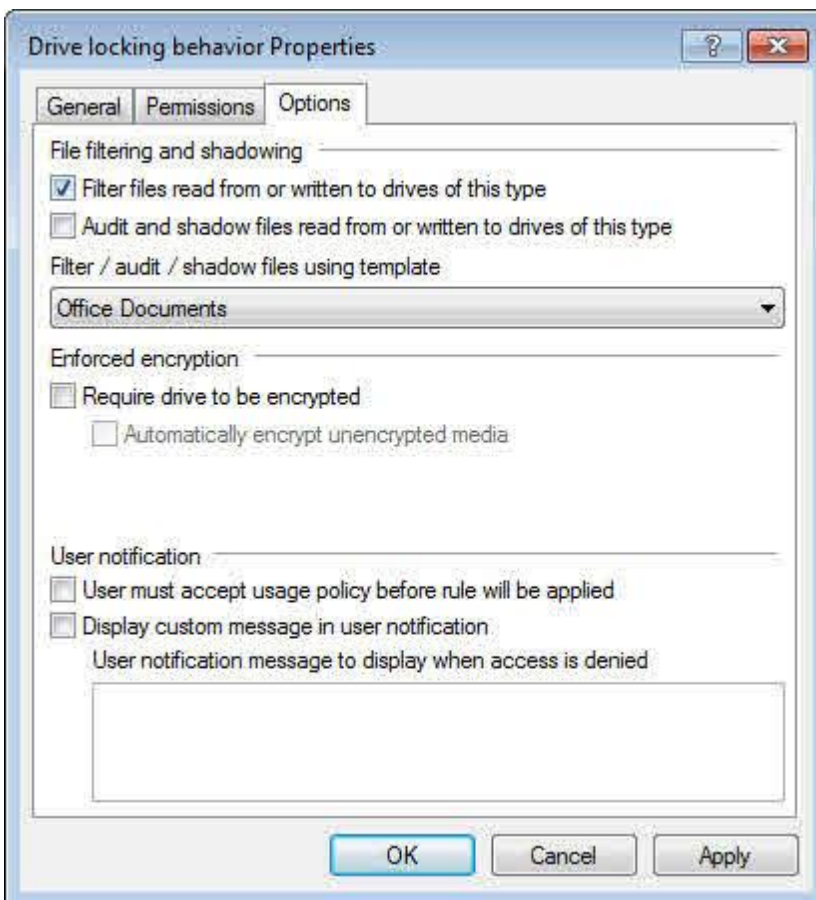 Drive locking behavior Properties
General Permissions Options
File filtering and shadowing
Filter files read from or written to drives of this type
Audit and shadow files read from or written to drives of this type
Filter / audit / shadow files using template
Office Documents
Enforced encryption
Require drive to be encrypted
Automatically encrypt unencrypted media
User notification
User must accept usage policy before rule will be applied
Display custom message in user notification
User notification message to display when access is denied
OK Cancel Apply